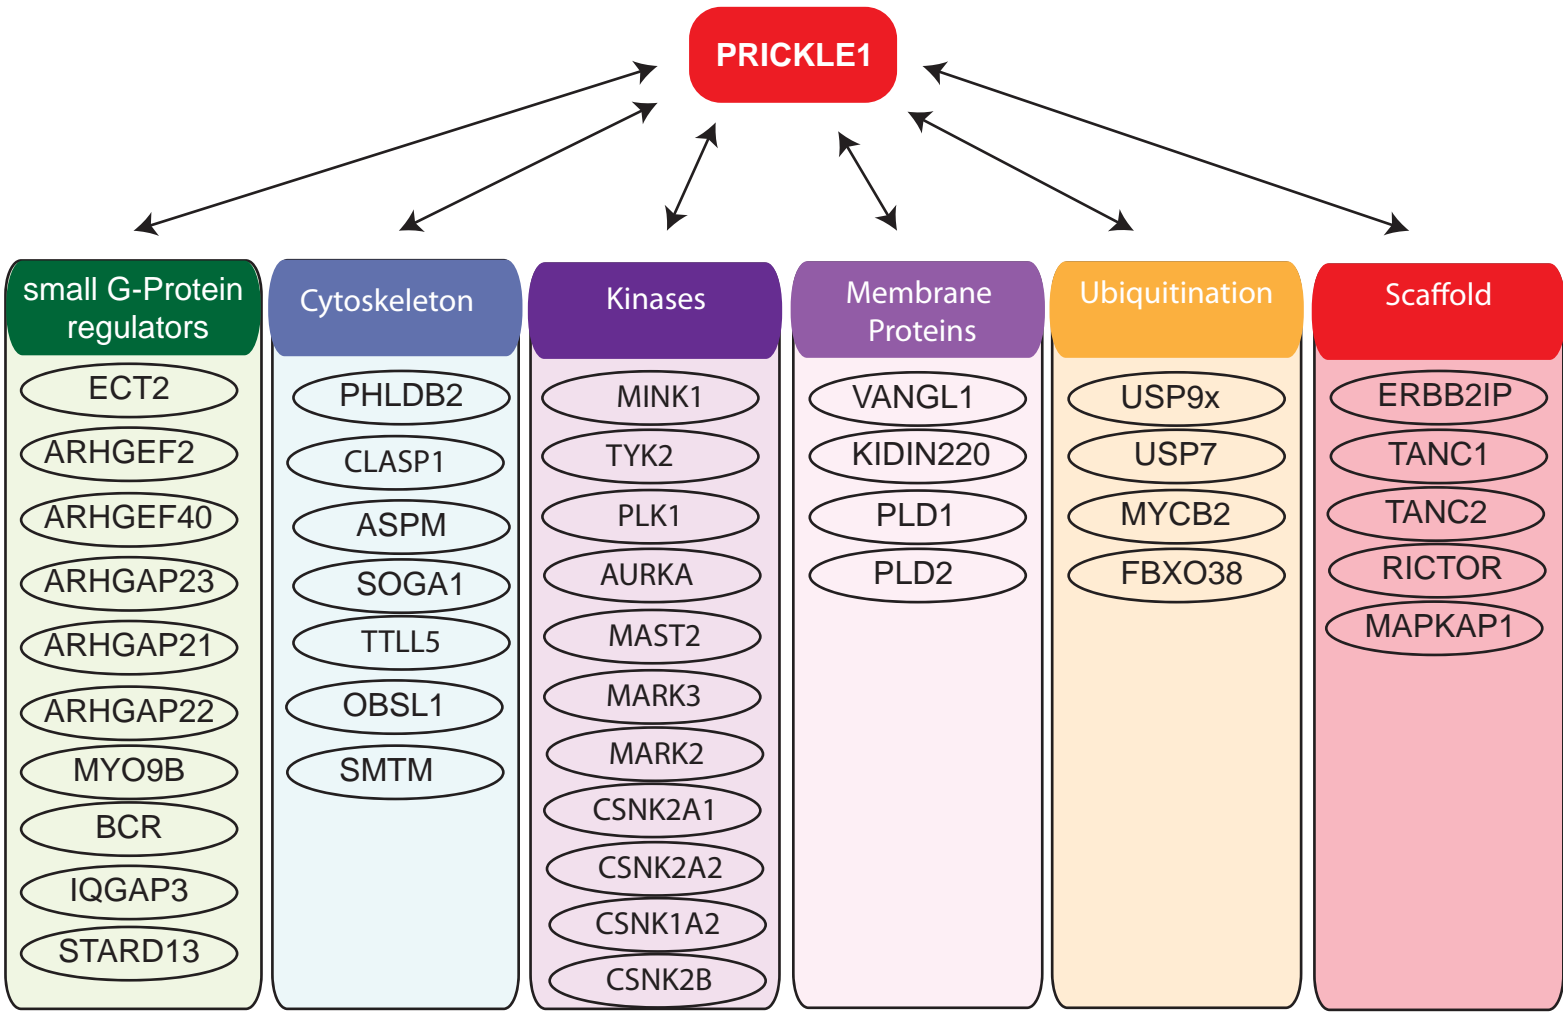 PRICKLE1
small G-Protein
regulators
ECT2
ARHGEF2
ARHGEF40
ARHGAP23
ARHGAP21
ARHGAP22
MYO9B
BCR
IQGAP3
STARD13
Cytoskeleton
PHLDB2
CLASP1
ASPM
SOGA1
TTLL5
OBSL1
SMTM
Kinases
MINK1
TYK2
PLK1
AURKA
MAST2
MARK3
MARK2
CSNK2A1
CSNK2A2
CSNK1A2
CSNK2B
Membrane
Proteins
VANGL1
KIDIN220
PLD1
PLD2
Ubiquitination
USP9x
USP7
MYCB2
FBXO38
Scaffold
ERBB2IP
TANC1
TANC2
RICTOR
MAPKAP1